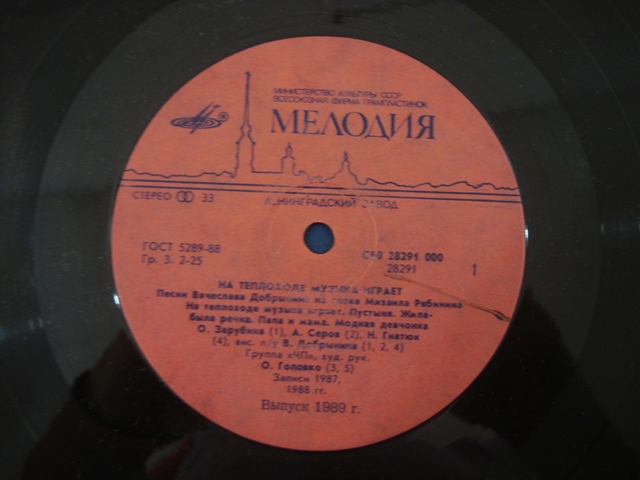 МИНИСТЕРСТВО КУЛЬТУРЫ СССР
ВСЕСОЮЗНАЯ ФИРМА ГРАМПЛАСТИНОК
МЕЛОДИЯ
СТЕРЕО 33
ЛЕНИНГРАДСКИЙ ЗАВОД
ГОСТ 5289-88
Гр. 3. 2-25
С60 28291 000
28291
1
НА ТЕПЛОХОДЕ МУЗЫКА ИГРАЕТ
Песни Вячеслава Добрынина на слова Михаила Рябинина
На теплоходе музыка играет. Пустыня. Жила-
была речка. Папа и мама. Модная девчонка
О. Зарубина (1), А. Серов (2), Н. Гнатюк
(4), анс. п/у В. Добрынина (1, 2, 4)
Группа «ЧП», худ. рук.
О. Головко (3, 5)
Записи 1987,
1988 гг.
Выпуск 1989 г.